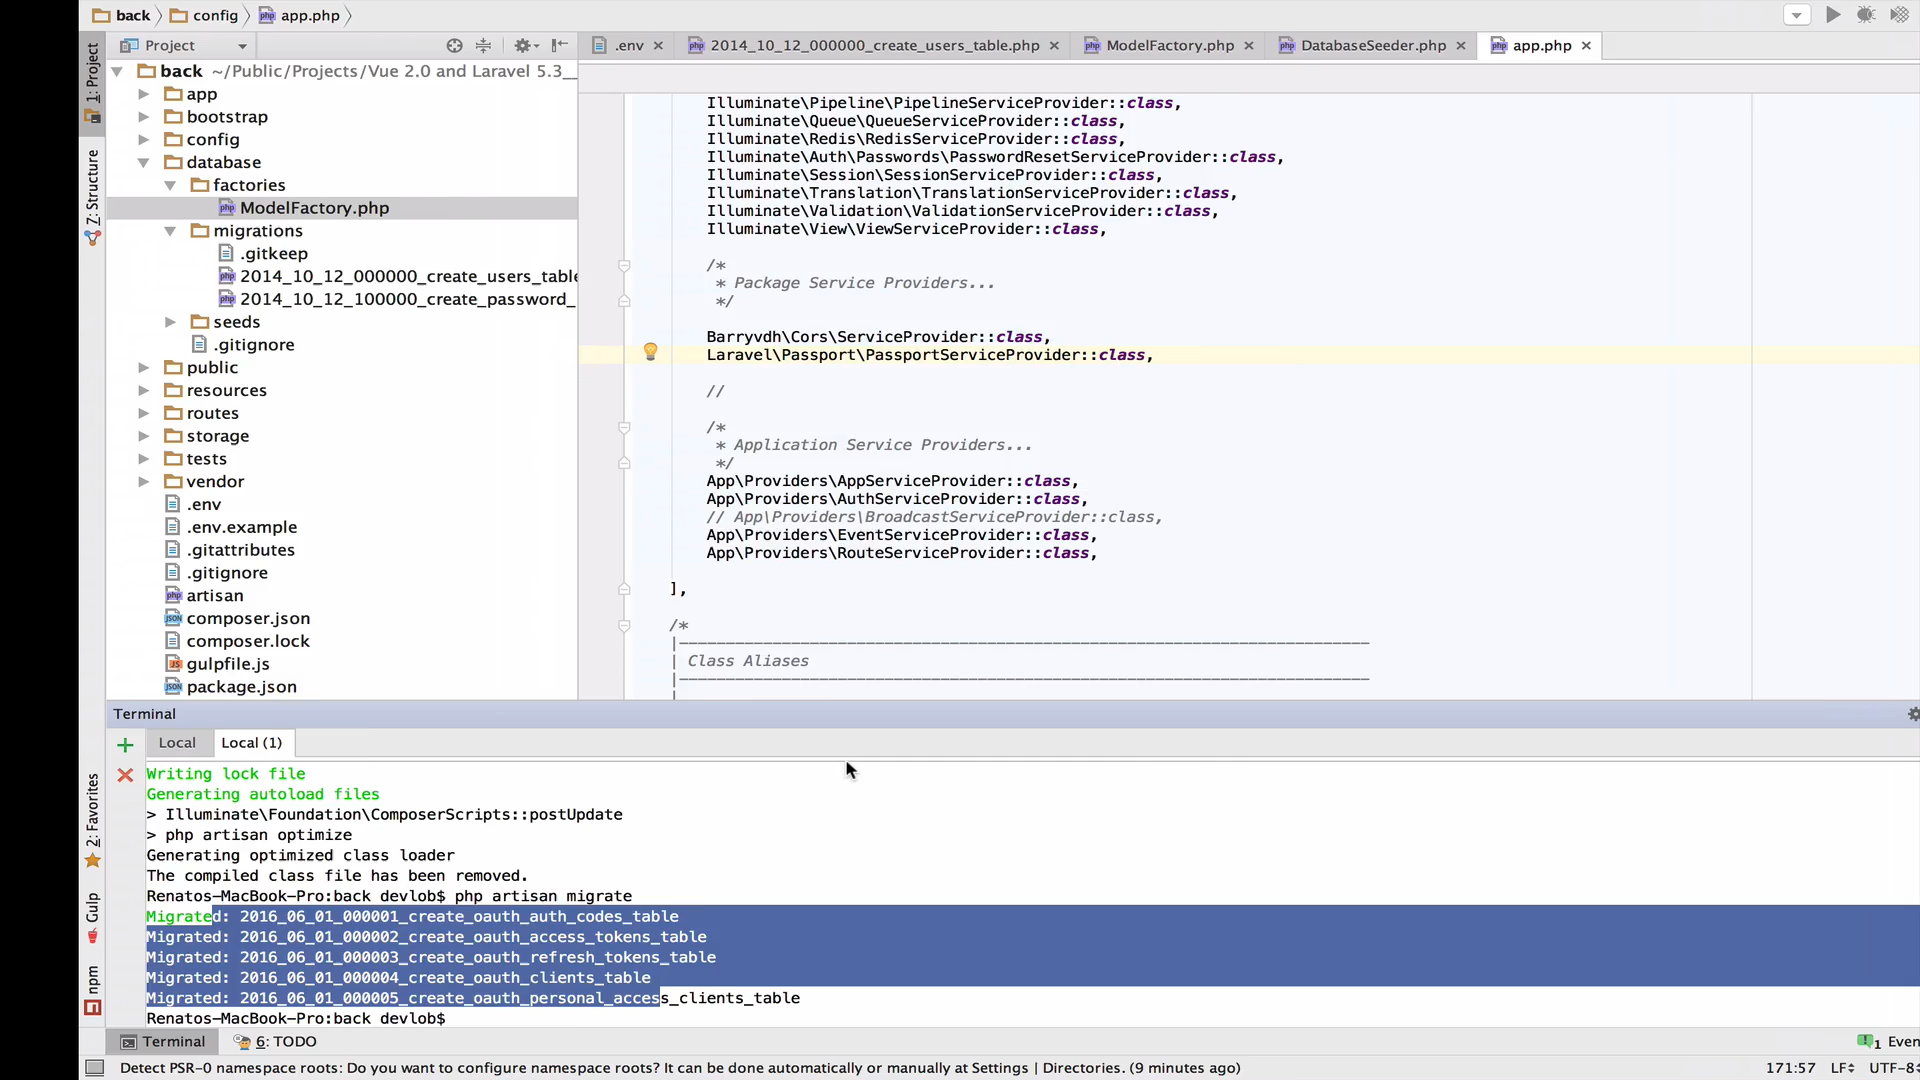 back config app.php
1: Project
Project
.env 2014_10_12_000000_create_users_table.php ModelFactory.php DatabaseSeeder.php app.php
back ~/Public/Projects/Vue 2.0 and Laravel 5.3_
app
bootstrap
config
database
factories
ModelFactory.php
migrations
.gitkeep
2014_10_12_000000_create_users_table
2014_10_12_100000_create_password_
seeds
.gitignore
public
resources
routes
storage
tests
vendor
.env
.env.example
.gitattributes
.gitignore
artisan
composer.json
composer.lock
gulpfile.js
package.json
Z: Structure
2: Favorites
Gulp
npm
Illuminate\Pipeline\PipelineServiceProvider::class,
Illuminate\Queue\QueueServiceProvider::class,
Illuminate\Redis\RedisServiceProvider::class,
Illuminate\Auth\Passwords\PasswordResetServiceProvider::class,
Illuminate\Session\SessionServiceProvider::class,
Illuminate\Translation\TranslationServiceProvider::class,
Illuminate\Validation\ValidationServiceProvider::class,
Illuminate\View\ViewServiceProvider::class,
/*
* Package Service Providers...
*/
Barryvdh\Cors\ServiceProvider::class,
Laravel\Passport\PassportServiceProvider::class,
//
/*
* Application Service Providers...
*/
App\Providers\AppServiceProvider::class,
App\Providers\AuthServiceProvider::class,
// App\Providers\BroadcastServiceProvider::class,
App\Providers\EventServiceProvider::class,
App\Providers\RouteServiceProvider::class,
],
/*
|--------------------------------------------------------------------------
| Class Aliases
|--------------------------------------------------------------------------
|
Terminal
Local Local (1)
Writing lock file
Generating autoload files
> Illuminate\Foundation\ComposerScripts::postUpdate
> php artisan optimize
Generating optimized class loader
The compiled class file has been removed.
Renatos-MacBook-Pro:back devlob$ php artisan migrate
Migrated: 2016_06_01_000001_create_oauth_auth_codes_table
Migrated: 2016_06_01_000002_create_oauth_access_tokens_table
Migrated: 2016_06_01_000003_create_oauth_refresh_tokens_table
Migrated: 2016_06_01_000004_create_oauth_clients_table
Migrated: 2016_06_01_000005_create_oauth_personal_access_clients_table
Renatos-MacBook-Pro:back devlob$
Terminal 6: TODO 1 Even
Detect PSR-0 namespace roots: Do you want to configure namespace roots? It can be done automatically or manually at Settings | Directories. (9 minutes ago) 171:57 LF UTF-8